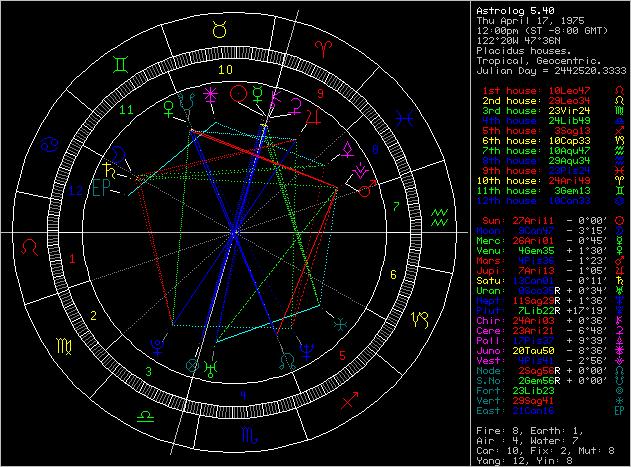 Astrolog 5.40
Thu April 17, 1975
12:00pm (ST -8:00 GMT)
122°20W 47°36N
Placidus houses.
Tropical, Geocentric.
Julian Day = 2442520.3333
1st house: 10Leo47
2nd house: 29Leo34
3rd house: 23Vir24
4th house: 24Lib49
5th house: 3Sag13
6th house: 10Cap33
7th house: 10Aqu47
8th house: 29Aqu34
9th house: 23Pis24
10th house: 24Ari49
11th house: 3Gem13
12th house: 10Can33
Sun: 27Ari11 - 0°00'
Moon: 9Can47 - 3°15'
Merc: 26Ari01 - 0°45'
Venu: 4Gem35 + 1°30'
Mars: 4Pis38 - 1°23'
Jupi: 7Ari13 - 1°05'
Satu: 13Can01 - 0°11'
Uran: R + 0°34'
Nept: 11Sag29R + 1°36'
Plut: 7Lib22R +17°19'
Chir: 24Ari03 + 0°36'
Cere: 23Ari21 - 6°48'
Pall: 17Pis37 + 9°39'
Juno: 20Tau50 - 8°36'
Vest: - 2°56'
Node: 2Sag56R + 0°00'
S.No: 2Gem56R + 0°00'
Fort: 23Lib23
Vert: 29Sag41
East: 21Can18
Fire: 8, Earth: 1,
Air : 4, Water: 7
Car: 10, Fix: 2, Mut: 8
Yang: 12, Yin: 8
10
9
11
8
12
EP
7
1
6
2
5
3
4